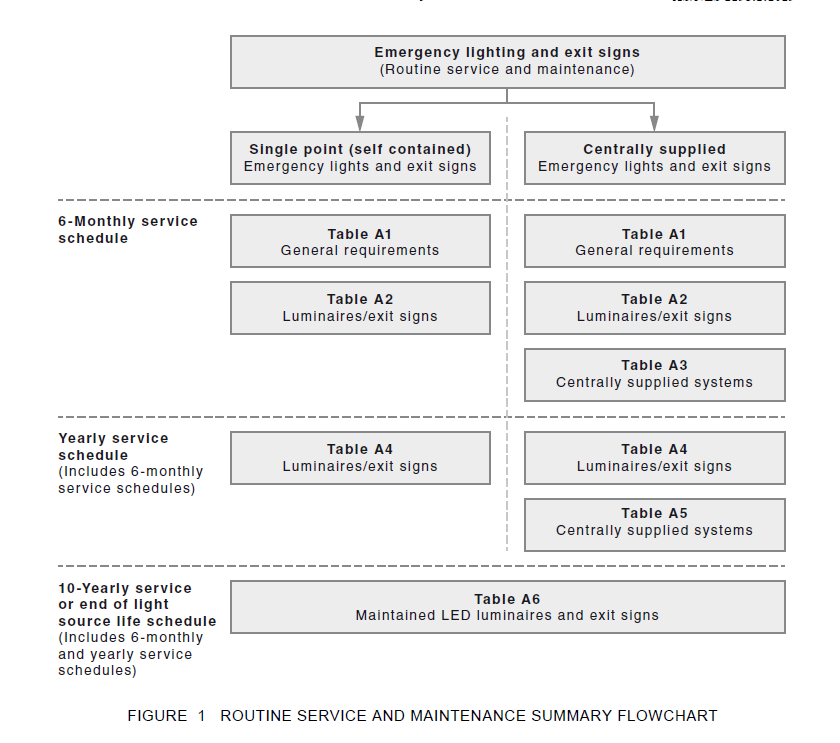 Emergency lighting and exit signs
(Routine service and maintenance)
Single point (self contained)
Emergency lights and exit signs
Centrally supplied
Emergency lights and exit signs
6-Monthly service
schedule
Table A1
General requirements
Table A1
General requirements
Table A2
Luminaires/exit signs
Table A2
Luminaires/exit signs
Table A3
Centrally supplied systems
Yearly service
schedule
(Includes 6-monthly
service schedules)
Table A4
Luminaires/exit signs
Table A4
Luminaires/exit signs
Table A5
Centrally supplied systems
10-Yearly service
or end of light
source life schedule
(Includes 6-monthly
and yearly service
schedules)
Table A6
Maintained LED luminaires and exit signs
FIGURE 1 ROUTINE SERVICE AND MAINTENANCE SUMMARY FLOWCHART